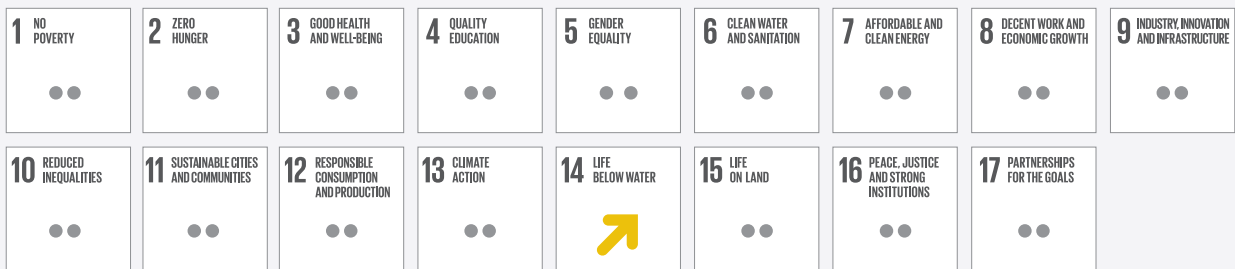 1 NO
POVERTY
2 ZERO
HUNGER
3 GOOD HEALTH
AND WELL-BEING
4 QUALITY
EDUCATION
5 GENDER
EQUALITY
6 CLEAN WATER
AND SANITATION
7 AFFORDABLE AND
CLEAN ENERGY
8 DECENT WORK AND
ECONOMIC GROWTH
9 INDUSTRY, INNOVATION
AND INFRASTRUCTURE
10 REDUCED
INEQUALITIES
11 SUSTAINABLE CITIES
AND COMMUNITIES
12 RESPONSIBLE
CONSUMPTION
AND PRODUCTION
13 CLIMATE
ACTION
14 LIFE
BELOW WATER
15 LIFE
ON LAND
16 PEACE, JUSTICE
AND STRONG
INSTITUTIONS
17 PARTNERSHIPS
FOR THE GOALS